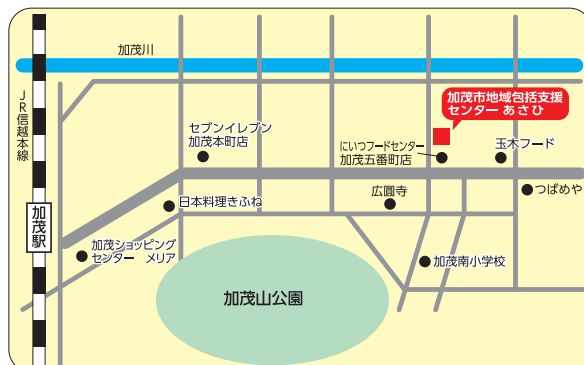 加茂川
JR信越本線
加茂市地域包括支援
センター あさひ
セブンイレブン
加茂本町店
にいつフードセンター
加茂五番町店
玉木フード
つばめや
日本料理きふね
広圓寺
加茂駅
加茂ショッピング
センター メリア
加茂南小学校
加茂山公園